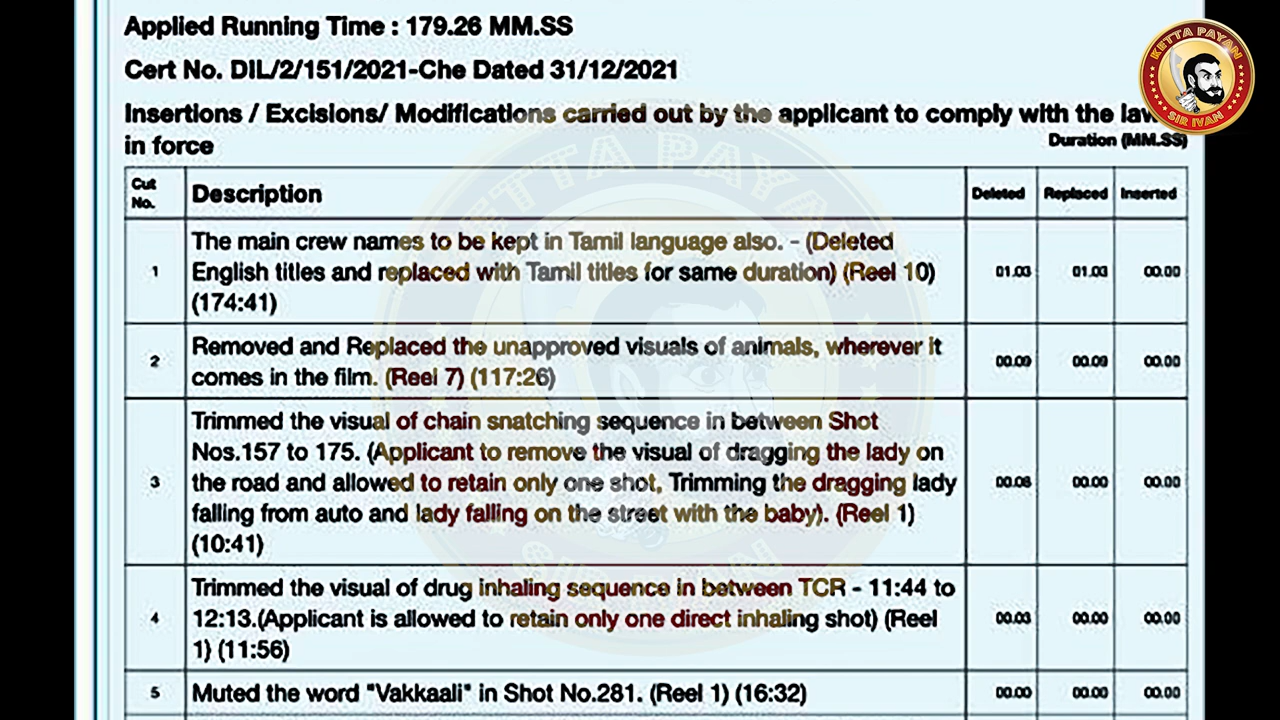 Applied Running Time : 179.26 MM.SS
Cert No. DIL/2/151/2021-Che Dated 31/12/2021
Insertions / Excisions/ Modifications carried out by the applicant to comply with the
in force
Duration (MM.SS)
Cut No. Description Deleted Replaced Inserted
The main crew names to be kept in Tamil language also. - (Deleted
1 English titles and replaced with Tamil titles for same duration) (Reel 10) 01.03 01.03 00.00
(174:41)
Removed and Replaced the unapproved visuals of animals, wherever it
2 comes in the film. (Reel 7) (117:26) 00.09 00.09 00.00
Trimmed the visual of chain snatching sequence in between Shot
Nos.157 to 175. (Applicant to remove the visual of dragging the lady on
3 the road and allowed to retain only one shot, Trimming the dragging lady 00.00 00.00
falling from auto and lady falling on the street with the baby). (Reel 1)
(10:41)
Trimmed the visual of drug inhaling sequence in between TCR - 11:44 to
4 12:13.(Applicant is allowed to retain only one direct inhaling shot) (Reel 00.03 00.00 00.00
1) (11:56)
5 Muted the word "Vakkaali" in Shot No.281. (Reel 1) (16:32) 00.00 00.00 00.00
KETTA PAYAN
SIR IVAN